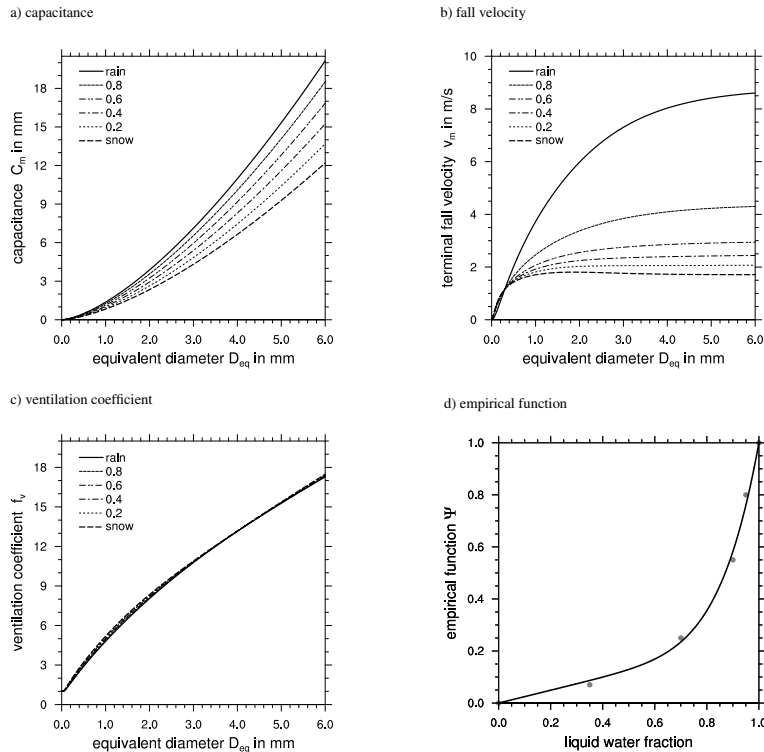 a) capacitance
18
15
12
9
6
3
0
capacitance C_m in mm
rain
0.8
0.6
0.4
0.2
snow
0.0 1.0 2.0 3.0 4.0 5.0 6.0
equivalent diameter D_eq in mm
b) fall velocity
10
8
6
4
2
0
terminal fall velocity v_m in m/s
rain
0.8
0.6
0.4
0.2
snow
0.0 1.0 2.0 3.0 4.0 5.0 6.0
equivalent diameter D_eq in mm
c) ventilation coefficient
18
15
12
9
6
3
0
ventilation coefficient f_v
rain
0.8
0.6
0.4
0.2
snow
0.0 1.0 2.0 3.0 4.0 5.0 6.0
equivalent diameter D_eq in mm
d) empirical function
1.0
0.8
0.6
0.4
0.2
0.0
empirical function Ψ
0.0 0.4 0.6 0.8 1.0
liquid water fraction